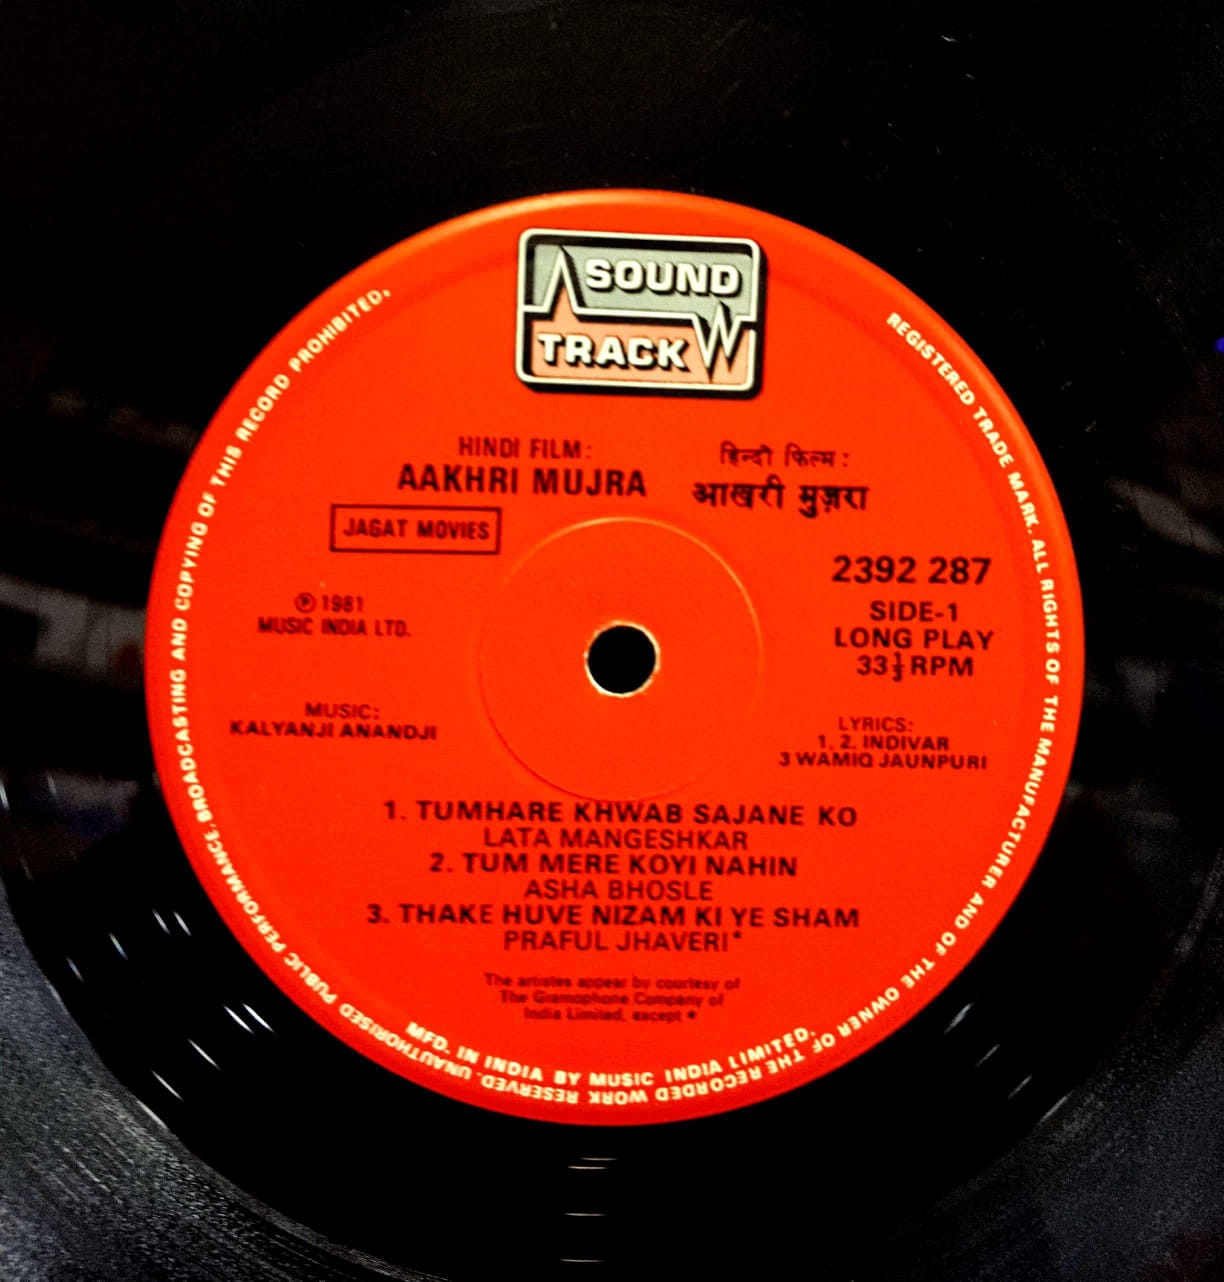 SOUND
TRACK
HINDI FILM:
AAKHRI MUJRA
हिन्दी फिल्म :
आखरी मुज़रा
JAGAT MOVIES
2392 287
SIDE-1
LONG PLAY
33⅓ RPM
Ⓟ 1981
MUSIC INDIA LTD.
MUSIC:
KALYANJI ANANDJI
LYRICS:
1, 2, INDIVAR
3 WAMIQ JAUNPURI
1. TUMHARE KHWAB SAJANE KO
LATA MANGESHKAR
2. TUM MERE KOYI NAHIN
ASHA BHOSLE
3. THAKE HUVE NIZAM KI YE SHAM
PRAFUL JHAVERI*
The artistes appear by courtesy of
The Gramophone Company of
India Limited, except *
MFD. IN INDIA BY MUSIC INDIA LIMITED.
REGISTERED TRADE MARK. ALL RIGHTS OF THE MANUFACTURER AND OF THE OWNER OF THE RECORDED WORK RESERVED. UNAUTHORISED PUBLIC PERFORMANCE, BROADCASTING AND COPYING OF THIS RECORD PROHIBITED.